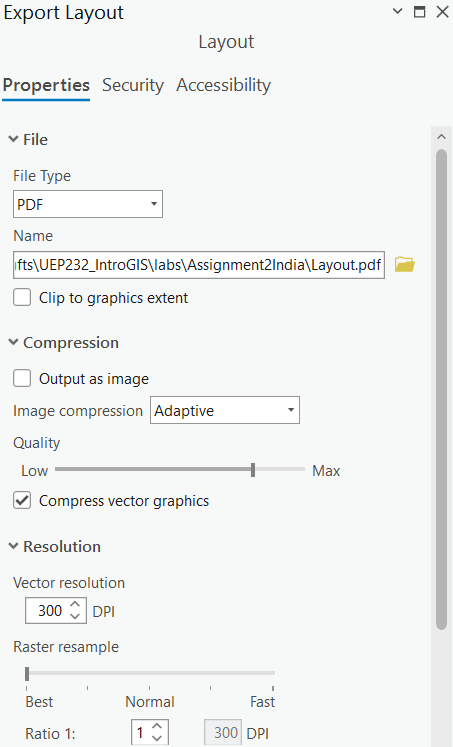 Export Layout
Layout
Properties Security Accessibility
File
File Type
PDF
Name
fts\UEP232_IntroGIS\labs\Assignment2India\Layout.pdf
Clip to graphics extent
Compression
Output as image
Image compression Adaptive
Quality
Low Max
Compress vector graphics
Resolution
Vector resolution
300 DPI
Raster resample
Best Normal Fast
Ratio 1: 1 300 DPI